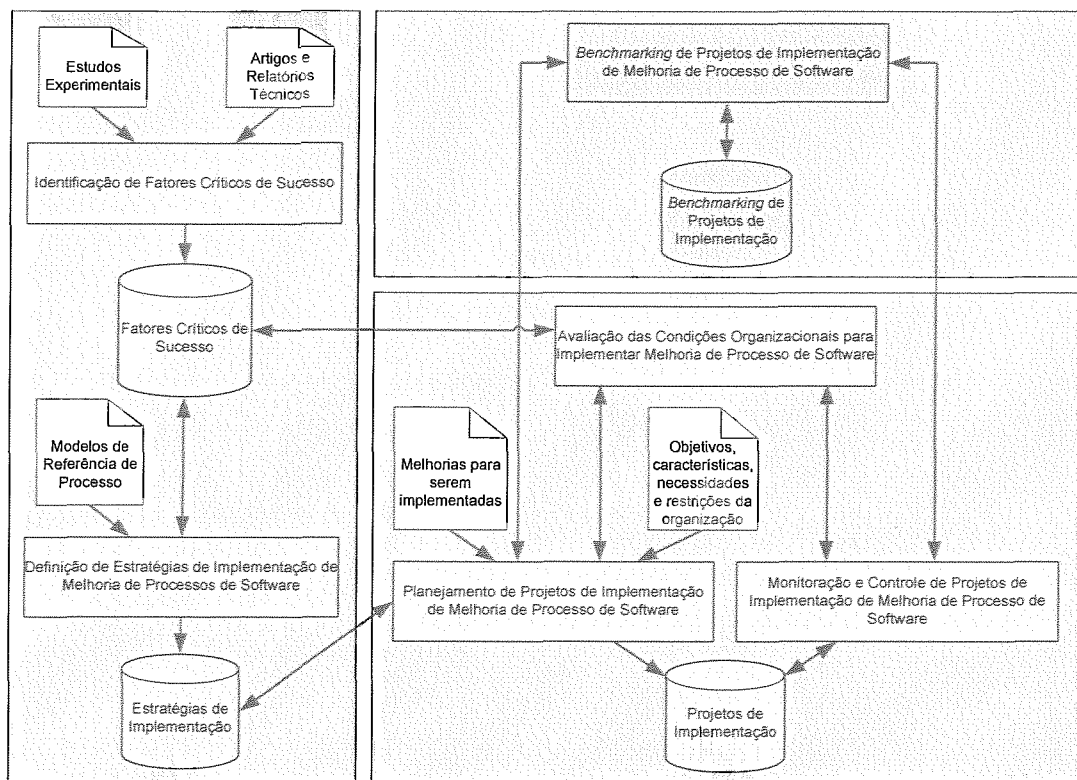 Estudos
Experimentais
Artigos e
Relatórios
Técnicos
Identificação de Fatores Críticos de Sucesso
Fatores Críticos de
Sucesso
Modelos de
Referência de
Processo
Definição de Estratégias de Implementação de
Melhoria de Processos de Software
Estratégias de
Implementação
Benchmarking de Projetos de Implementação
de Melhoria de Processo de Software
Benchmarking de
Projetos de
Implementação
Avaliação das Condições Organizacionais para
Implementar Melhoria de Processo de Software
Melhorias para
serem
implementadas
Objetivos,
características,
necessidades
e restrições da
organização
Planejamento de Projetos de Implementação
de Melhoria de Processo de Software
Monitoração e Controle de Projetos de
Implementação de Melhoria de Processo de
Software
Projetos de
Implementação